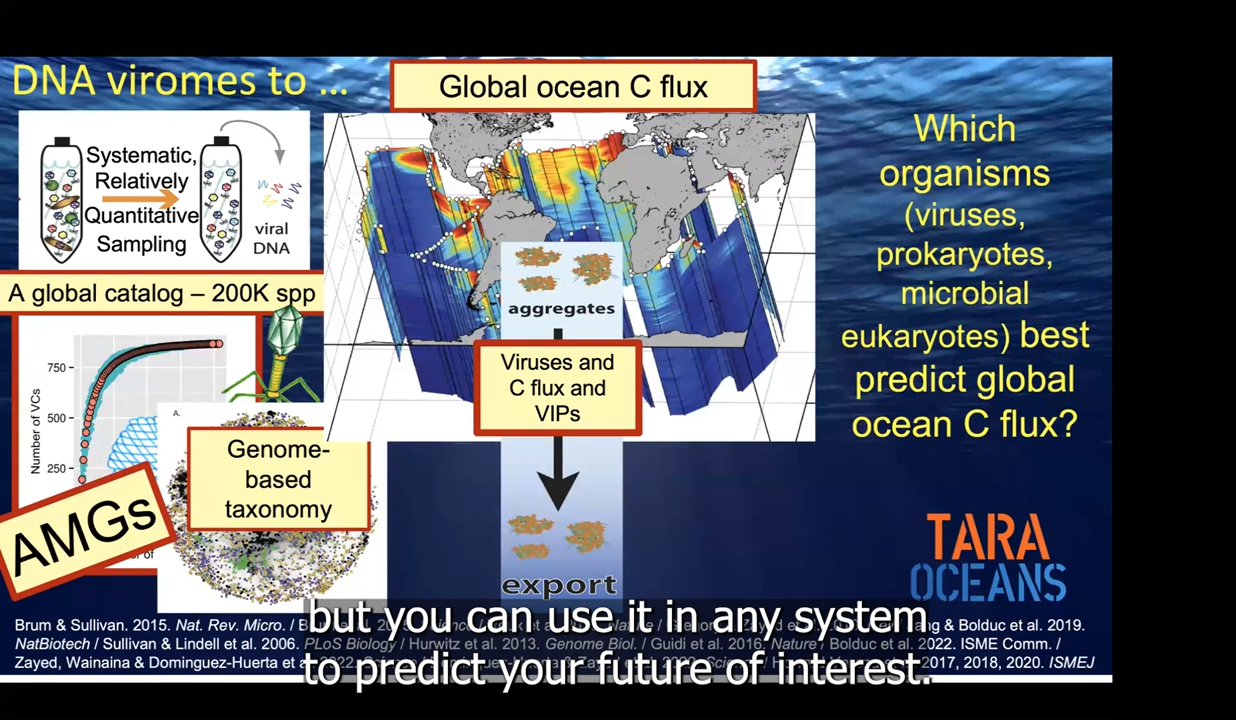 DNA viromes to ...
Global ocean C flux
Systematic,
Relatively
Quantitative
Sampling
viral
DNA
A global catalog – 200K spp
Number of VCs
750
500
250
A.
Genome-
based
taxonomy
AMGs
of
aggregates
Viruses and
C flux and
VIPs
export
Which
organisms
(viruses,
prokaryotes,
microbial
eukaryotes) best
predict global
ocean C flux?
TARA
OCEANS
Brum & Sullivan. 2015. Nat. Rev. Micro. / & Bolduc et al. 2019.
NatBiotech / Sullivan & Lindell et al. 2006. PLoS Biology / Hurwitz et al. 2013. Genome Biol. / Guidi et al. 2016. Nature / Bolduc et al. 2022. ISME Comm. /
Zayed, Wainaina & Dominguez-Huerta et 2017, 2018, 2020. ISMEJ
but you can use it in any system
to predict your future of interest.